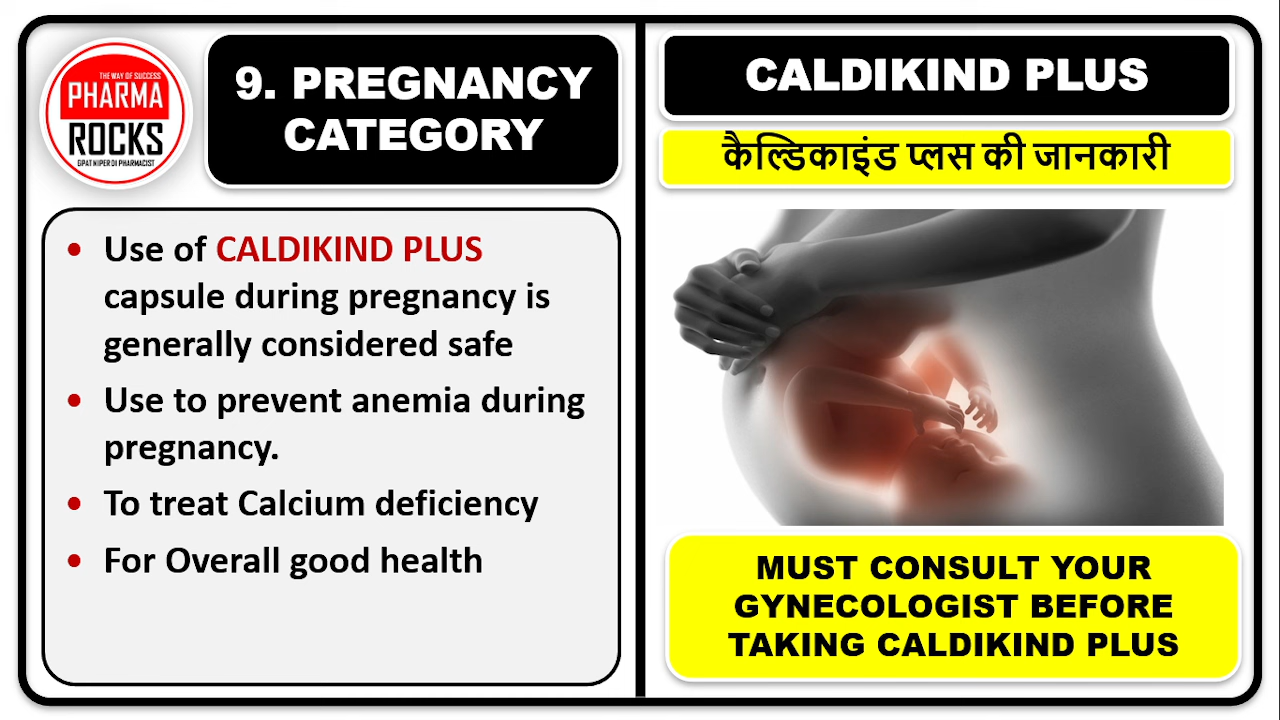 THE WAY OF SUCCESS
PHARMA
ROCKS
GPAT NIPER DI PHARMACIST
9. PREGNANCY
CATEGORY
• Use of CALDIKIND PLUS
capsule during pregnancy is
generally considered safe
• Use to prevent anemia during
pregnancy.
• To treat Calcium deficiency
• For Overall good health
CALDIKIND PLUS
कैल्डिकाइंड प्लस की जानकारी
MUST CONSULT YOUR
GYNECOLOGIST BEFORE
TAKING CALDIKIND PLUS